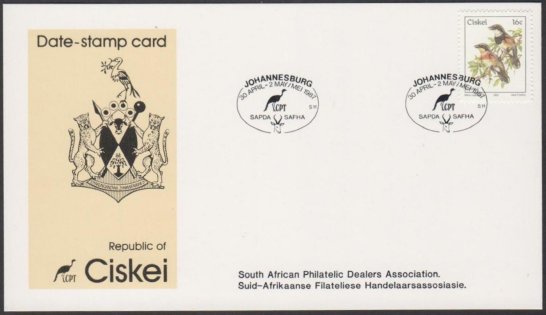 Date-stamp card
Republic of
CPT Ciskei
JOHANNESBURG
30 APRIL - 2 MAY/MEI 1987
CPT
SAPDA SAFHA
JOHANNESBURG
30 APRIL - 2 MAY/MEI 1987
CPT
SAPDA SAFHA
Ciskei 16c
South African Philatelic Dealers Association.
Suid-Afrikaanse Filateliese Handelaarsassosiasie.